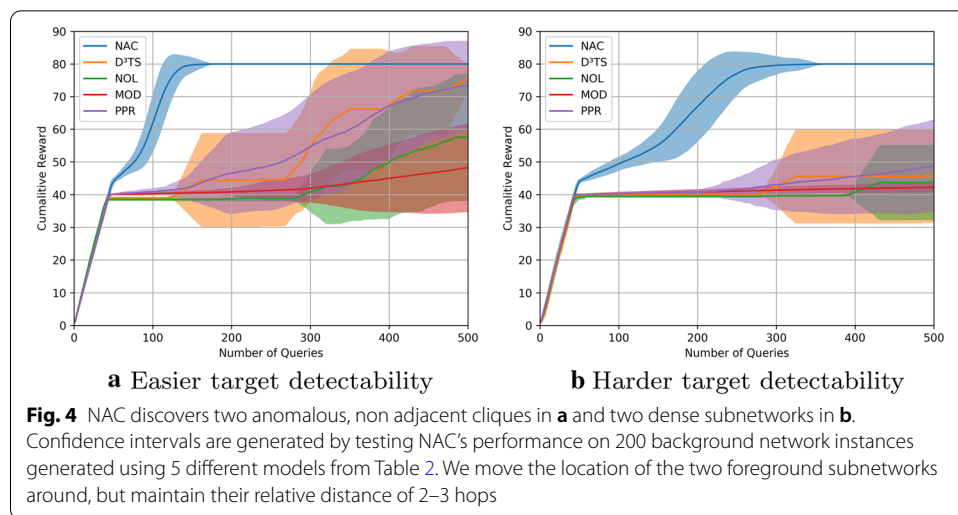 90
80
70
60
50
40
30
20
10
0
Cumalitive Reward
NAC
D³TS
NOL
MOD
PPR
0 100 200 300 400 500
Number of Queries
a Easier target detectability
90
80
70
60
50
40
30
20
10
0
Cumalitive Reward
NAC
D³TS
NOL
MOD
PPR
0 100 200 300 400 500
Number of Queries
b Harder target detectability
Fig. 4 NAC discovers two anomalous, non adjacent cliques in a and two dense subnetworks in b.
Confidence intervals are generated by testing NAC's performance on 200 background network instances
generated using 5 different models from Table 2. We move the location of the two foreground subnetworks
around, but maintain their relative distance of 2–3 hops